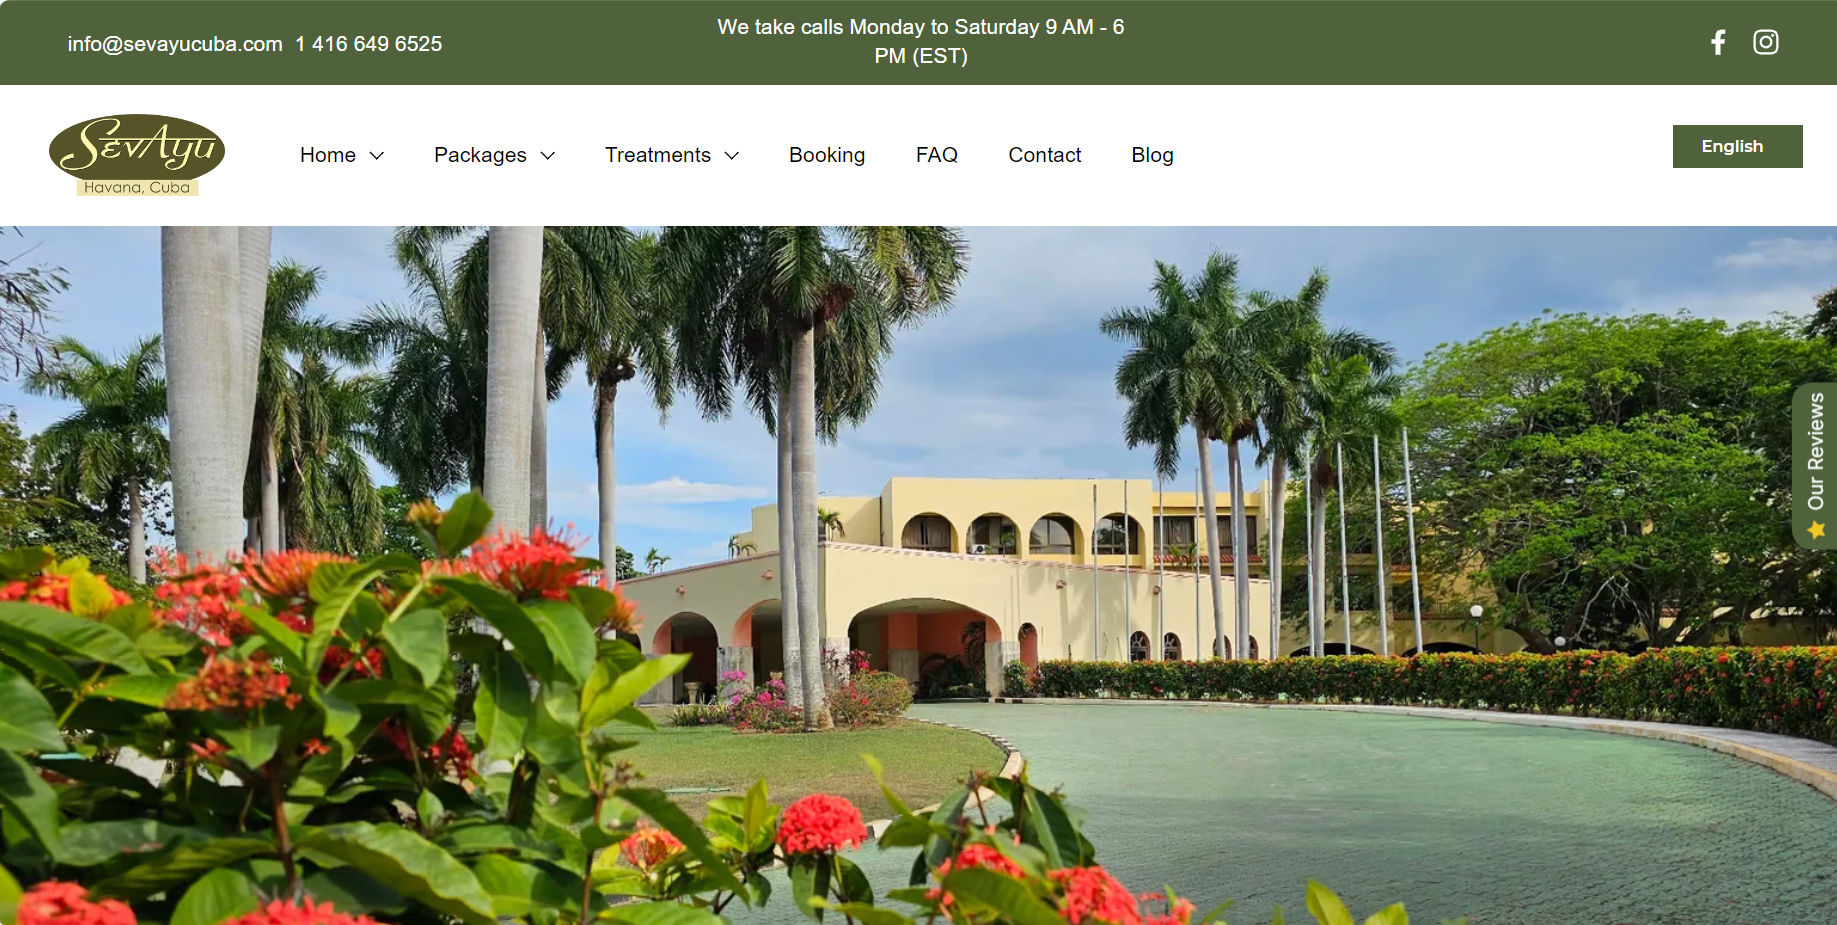 info@sevayucuba.com 1 416 649 6525
We take calls Monday to Saturday 9 AM - 6
PM (EST)
SevAyu
Havana, Cuba
Home
Packages
Treatments
Booking
FAQ
Contact
Blog
English
Our Reviews